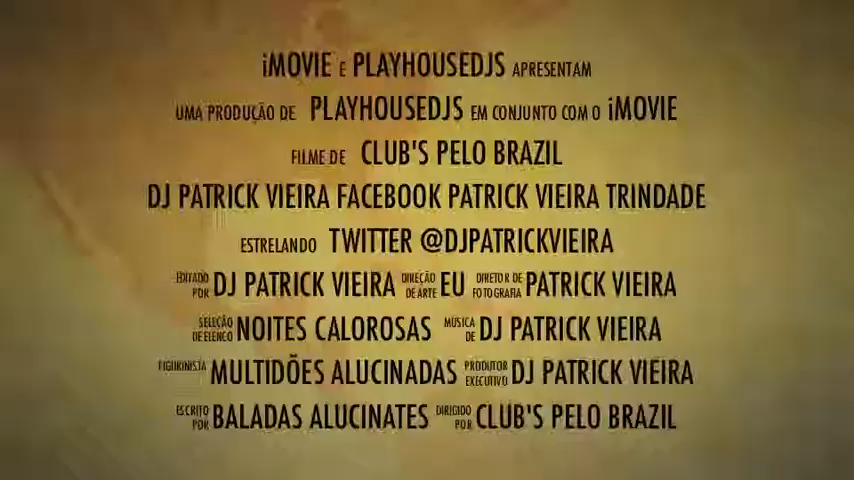 iMOVIE E PLAYHOUSEDJS APRESENTAM
UMA PRODUÇÃO DE PLAYHOUSEDJS EM CONJUNTO COM O iMOVIE
FILME DE CLUB'S PELO BRAZIL
DJ PATRICK VIEIRA FACEBOOK PATRICK VIEIRA TRINDADE
ESTRELANDO TWITTER @DJPATRICKVIEIRA
EDITADO POR DJ PATRICK VIEIRA DIREÇÃO DE ARTE EU DIRETOR DE FOTOGRAFIA PATRICK VIEIRA
SELEÇÃO DE ELENCO NOITES CALOROSAS MÚSICA DE DJ PATRICK VIEIRA
FIGURINISTA MULTIDÕES ALUCINADAS PRODUTOR EXECUTIVO DJ PATRICK VIEIRA
ESCRITO POR BALADAS ALUCINATES DIRIGIDO POR CLUB'S PELO BRAZIL